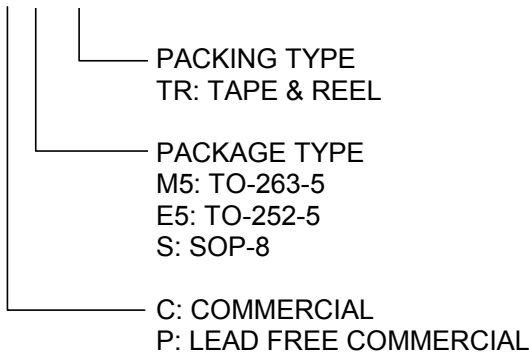 PACKING TYPE
TR: TAPE & REEL
PACKAGE TYPE
M5: TO-263-5
E5: TO-252-5
S: SOP-8
C: COMMERCIAL
P: LEAD FREE COMMERCIAL